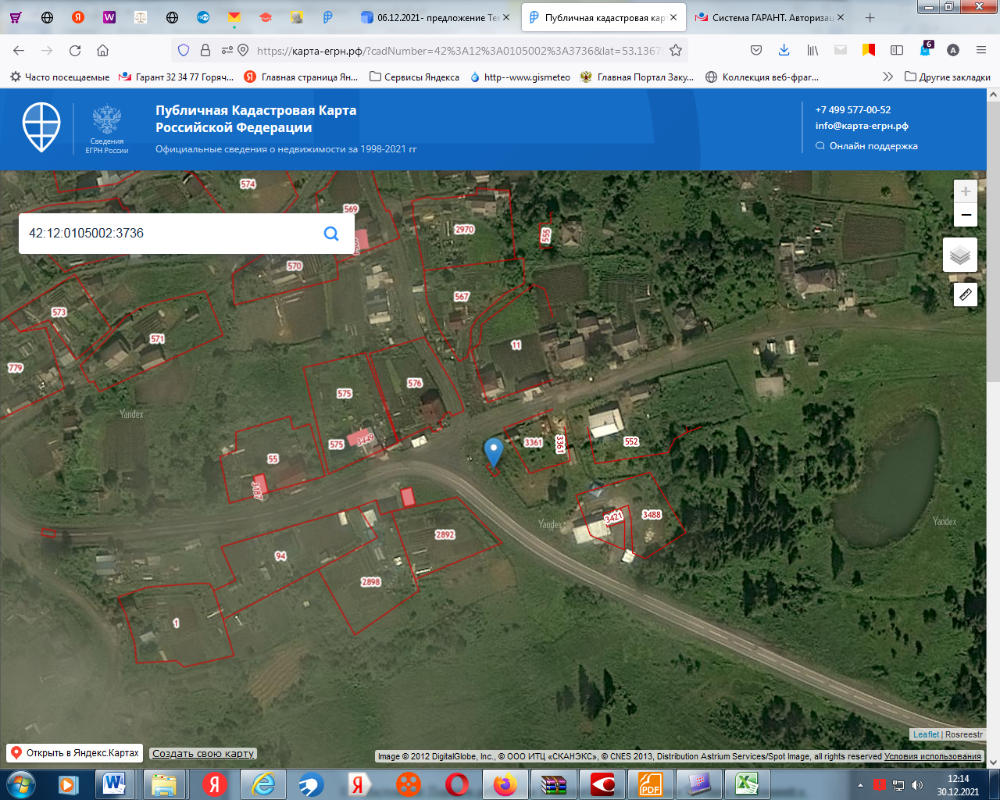 06.12.2021- предложение Тем
Публичная кадастровая кар
Система ГАРАНТ. Авторизац
https://карта-егрн.рф/?cadNumber=42%3A12%3A0105002%3A3736&lat=53.1367
6
Часто посещаемые
Гарант 32 34 77 Горяч...
Главная страница Ян...
Сервисы Яндекса
http--www.gismeteo
Главная Портал Заку...
Коллекция веб-фраг...
Другие закладки
Сведения
ЕГРН России
Публичная Кадастровая Карта
Российской Федерации
Официальные сведения о недвижимости за 1998-2021 гг
+7 499 577-00-52
info@карта-егрн.рф
Онлайн поддержка
42:12:0105002:3736
574
569
2970
555
570
567
573
571
11
779
576
575
575
3449
55
3187
3361
3361
552
3421
3488
2892
94
2898
1
Yandex
Yandex
Yandex
Leaflet | Rosreestr
Открыть в Яндекс.Картах
Создать свою карту
Image © 2012 DigitalGlobe, Inc., © ООО ИТЦ «СКАНЭКС», © CNES 2013, Distribution Astrium Services/Spot Image, all rights reserved Условия использования
PDF
12:14
30.12.2021